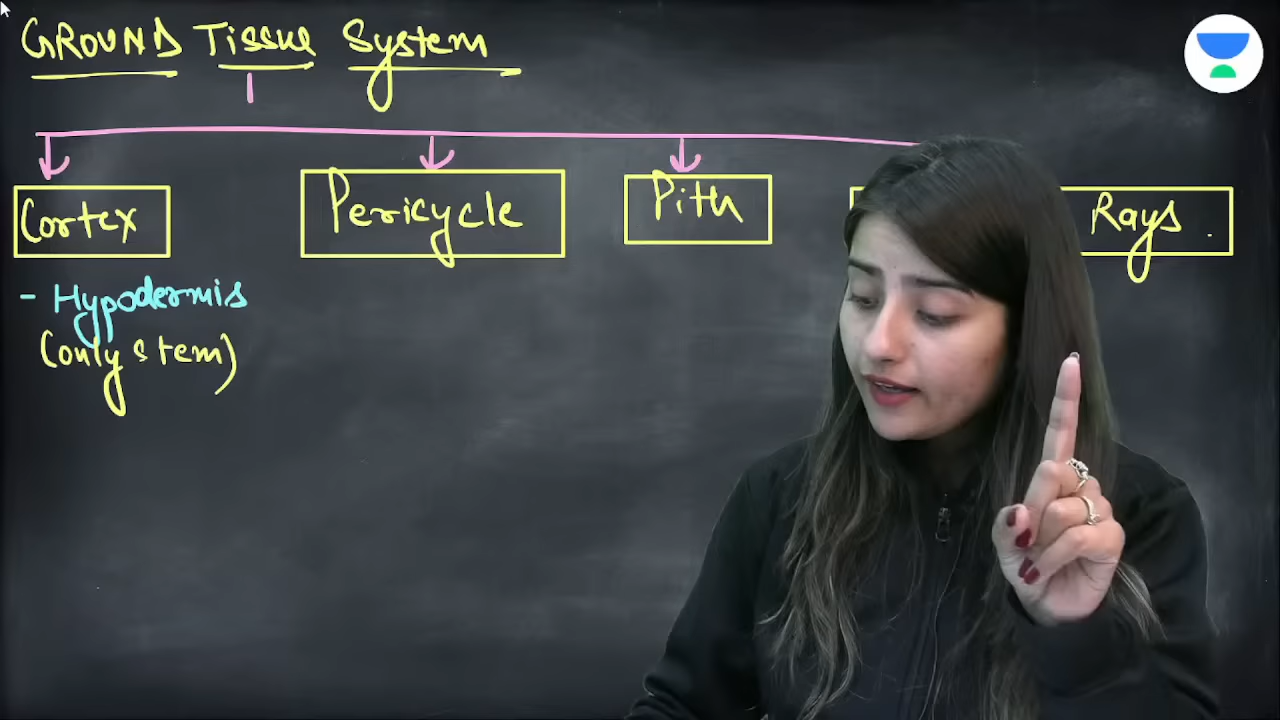 GROUND Tissue System
Cortex
Pericycle
Pith
Rays
- Hypodermis
(only stem)